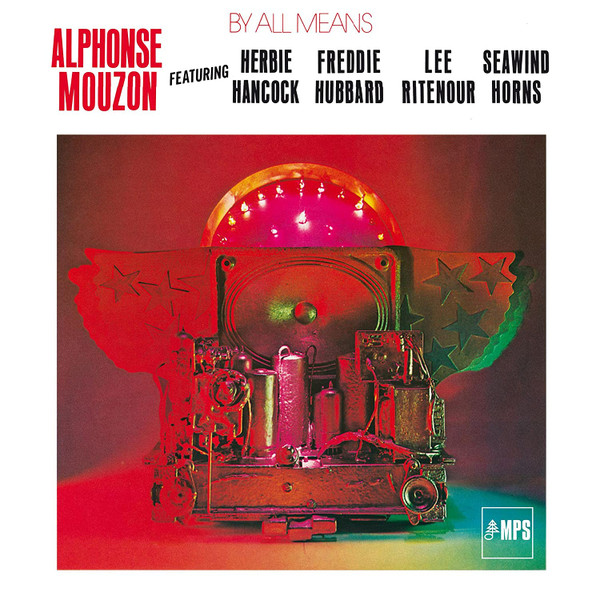 BY ALL MEANS
ALPHONSE
MOUZON
FEATURING
HERBIE
HANCOCK
FREDDIE
HUBBARD
LEE
RITENOUR
SEAWIND
HORNS
MPS